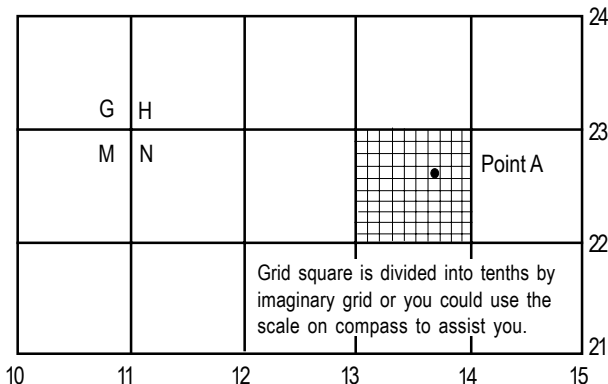 24
G H
23
M N
Point A
22
Grid square is divided into tenths by
imaginary grid or you could use the
scale on compass to assist you.
21
10 11 12 13 14 15